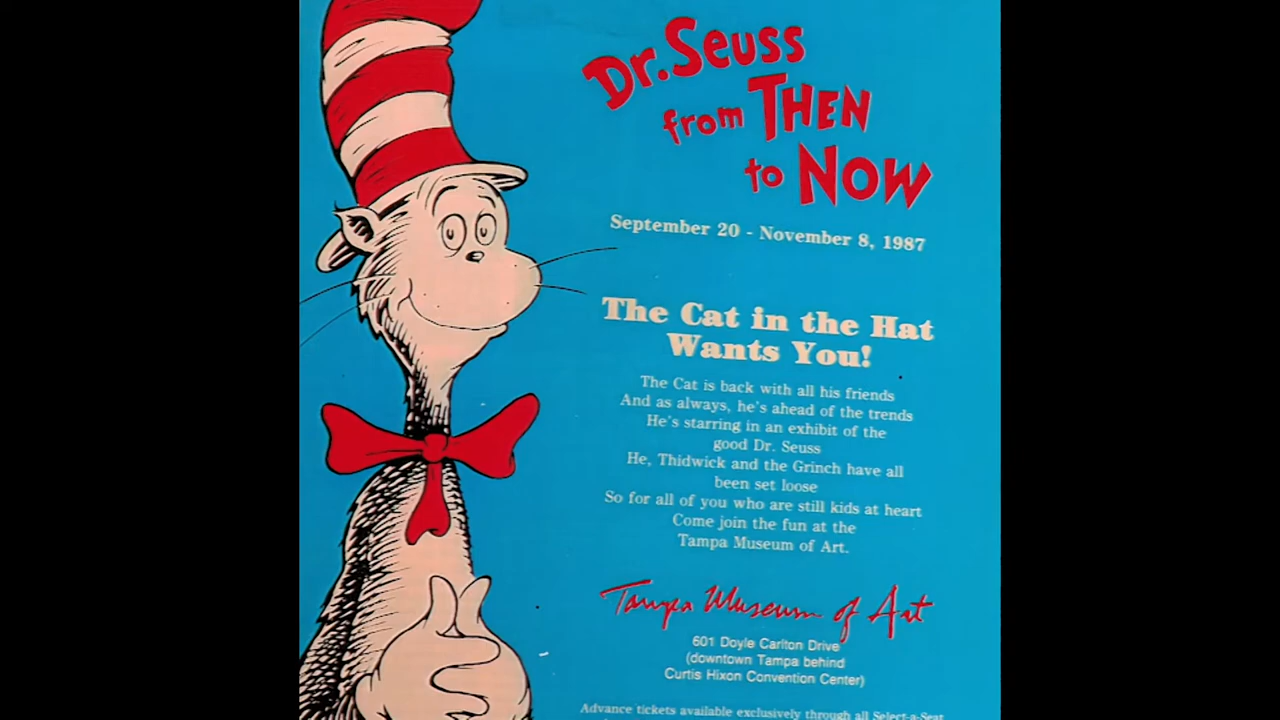 Dr. Seuss
from THEN
to NOW
September 20 - November 8, 1987
The Cat in the Hat
Wants You!
The Cat is back with all his friends
And as always, he's ahead of the trends
He's starring in an exhibit of the
good Dr. Seuss
He, Thidwick and the Grinch have all
been set loose
So for all of you who are still kids at heart
Come join the fun at the
Tampa Museum of Art.
Tampa Museum of Art
601 Doyle Carlton Drive
(downtown Tampa behind
Curtis Hixon Convention Center)
Advance tickets available exclusively through all Select-a-Seat